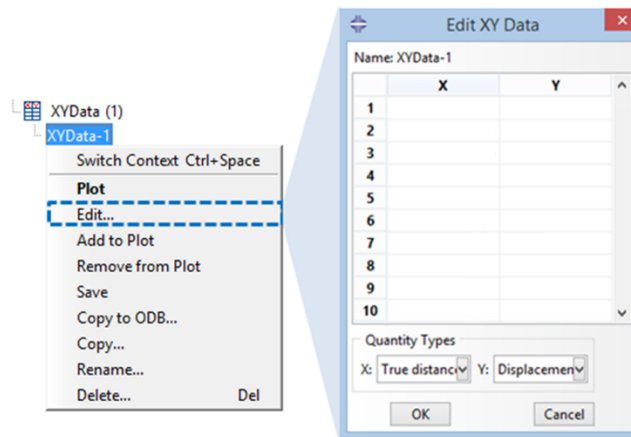 XYData (1)
XYData-1
Switch Context Ctrl+Space
Plot
Edit...
Add to Plot
Remove from Plot
Save
Copy to ODB...
Copy...
Rename...
Delete... Del
Edit XY Data
Name: XYData-1
X Y
1
2
3
4
5
6
7
8
9
10
Quantity Types
X: True distanc Y: Displacemen
OK Cancel